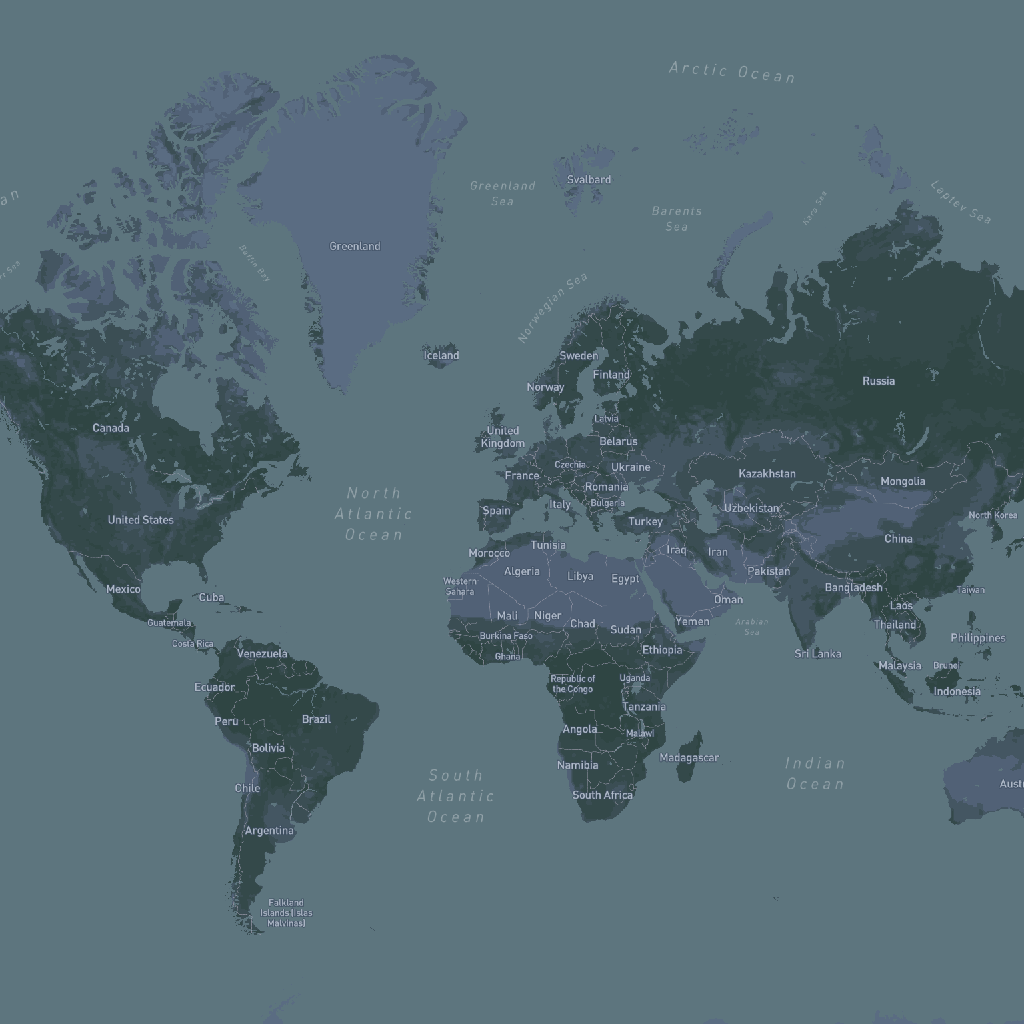 Arctic Ocean
Svalbard
Greenland
Sea
Laptev Sea
Kara Sea
Barents
Sea
Greenland
Baffin Bay
Norwegian Sea
Iceland
Sweden
Finland
Norway
Russia
Latvia
Canada
United
Kingdom
Belarus
Czechia
Ukraine
France
Kazakhstan
Mongolia
Romania
North
Atlantic
Ocean
Italy
Bulgaria
Spain
Uzbekistan
North Korea
United States
Turkey
China
Tunisia
Morocco
Iraq
Iran
Algeria
Libya
Egypt
Pakistan
Western
Sahara
Mexico
Bangladesh
Taiwan
Cuba
Oman
Laos
Mali
Niger
Chad
Sudan
Yemen
Arabian
Sea
Thailand
Guatemala
Burkina Faso
Philippines
Costa Rica
Venezuela
Ghana
Ethiopia
Sri Lanka
Malaysia
Brunei
Ecuador
Republic of
the Congo
Uganda
Indonesia
Tanzania
Peru
Brazil
Angola
Malawi
Bolivia
Madagascar
Namibia
Indian
Ocean
South
Atlantic
Ocean
Chile
South Africa
Austr
Argentina
Falkland
Islands [Islas
Malvinas]